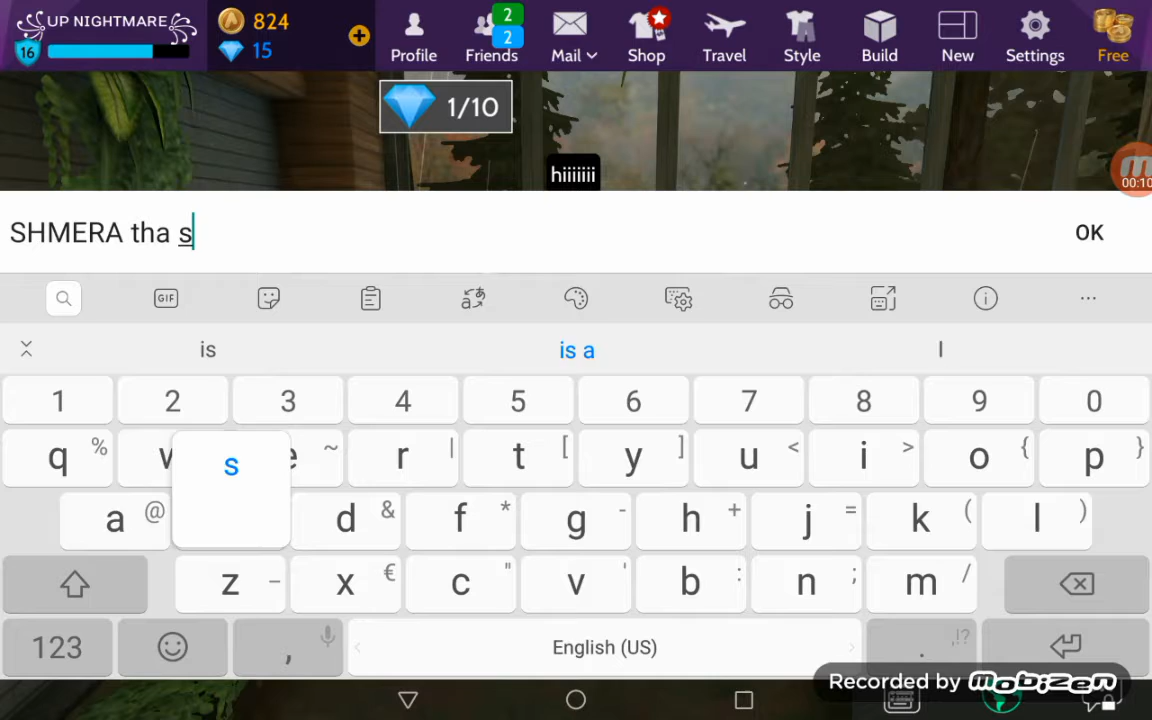 UP NIGHTMARE
16
824
15
2
2
Profile
Friends
Mail
Shop
Travel
Style
Build
New
Settings
Free
1/10
hiiiiiii
00:10
SHMERA tha s
OK
GIF
is
is a
I
1 2 3 4 5 6 7 8 9 0
q % w e ~ r | t [ y ] u < i > o { p }
a @ s d & f * g - h + j = k ( l )
z – x € c " v ' b : n ; m /
123 , English (US) . ,!?
Recorded by mobizen